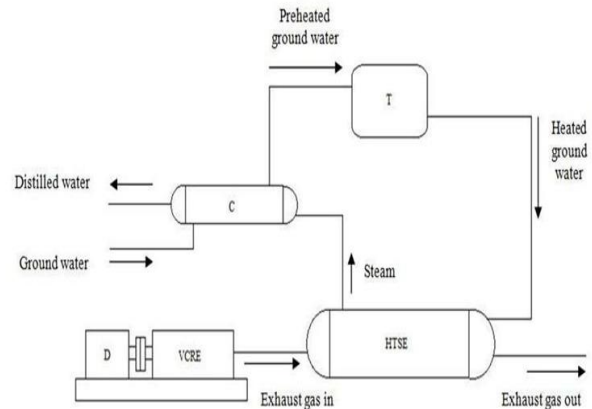 Preheated
ground water
T
Heated
ground
water
Distilled water
C
Ground water
Steam
D
VCRE
HTSE
Exhaust gas in
Exhaust gas out